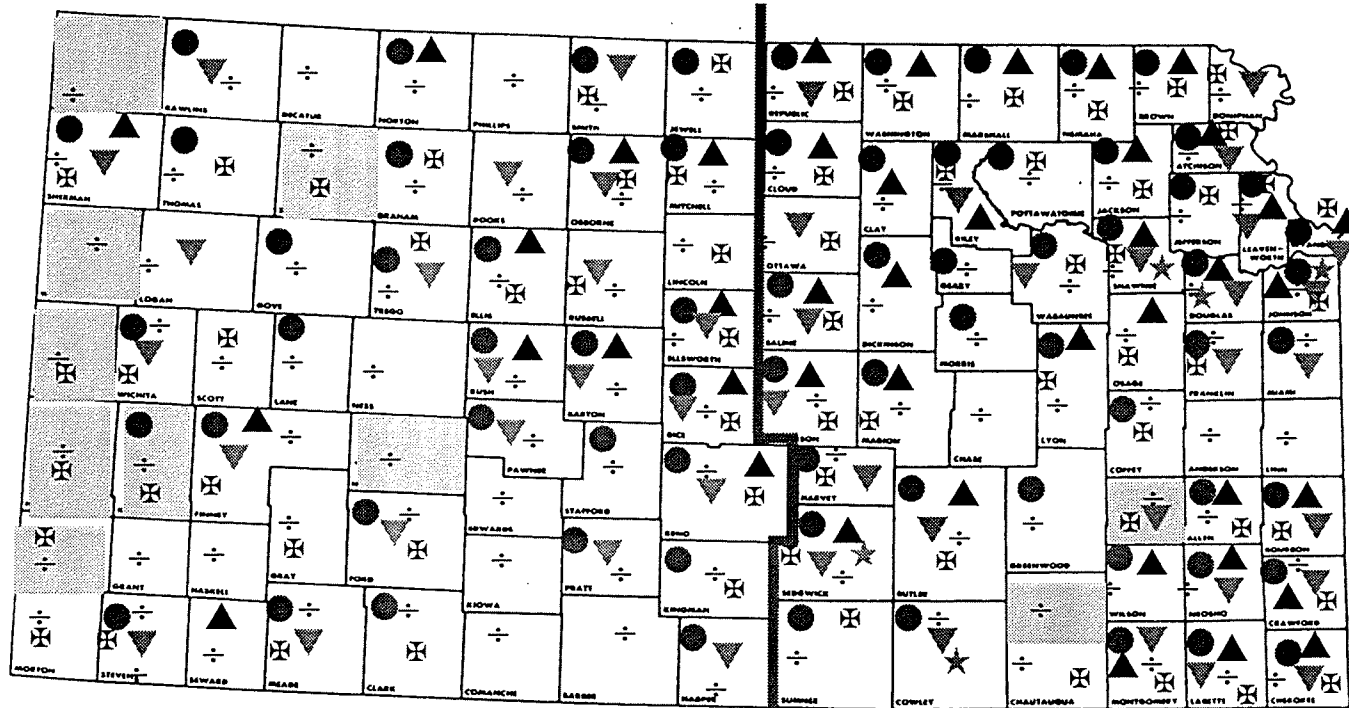 RAWLINS
DECATUR
NORTON
PHILLIPS
SMITH
JEWELL
REPUBLIC
WASHINGTON
MARSHALL
NEMAHA
BROWN
DONIPHAN
SHERMAN
THOMAS
GRAHAM
ROOKS
OSBORNE
MITCHELL
CLOUD
CLAY
RILEY
POTTAWATOMIE
JACKSON
ATCHISON
LOGAN
GOVE
TREGO
ELLIS
RUSSELL
LINCOLN
OTTAWA
GEARY
WABAUNSEE
SHAWNEE
JEFFERSON
LEAVEN-
WORTH
WICHITA
SCOTT
LANE
NESS
RUSH
BARTON
ELLSWORTH
SALINE
DICKINSON
MORRIS
OSAGE
DOUGLAS
JOHNSON
FINNEY
PAWNEE
RICE
MARION
CHASE
LYON
FRANKLIN
MIAMI
EDWARDS
STAFFORD
RENO
HARVEY
COFFEY
ANDERSON
LINN
GRANT
HASKELL
GRAY
FORD
KIOWA
PRATT
KINGMAN
SEDGWICK
BUTLER
GREENWOOD
ALLEN
BOURBON
WILSON
NEOSHO
CRAWFORD
MORTON
STEVENS
SEWARD
MEADE
CLARK
COMANCHE
BARBER
HARPER
SUMNER
COWLEY
CHAUTAUQUA
MONTGOMERY
LABETTE
CHEROKEE